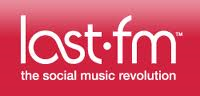 last·fm™
the social music revolution